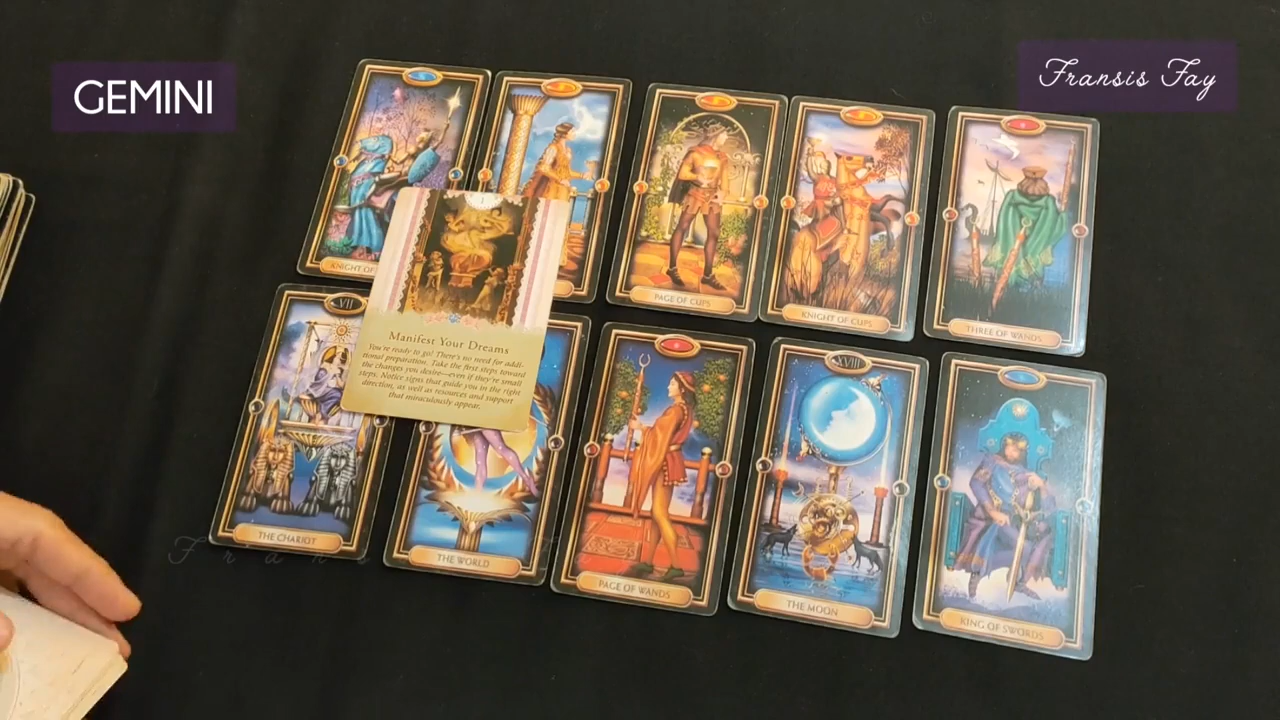 GEMINI
Fransis Fay
KNIGHT OF
PAGE OF CUPS
KNIGHT OF CUPS
THREE OF WANDS
1
Manifest Your Dreams
You're ready to go! There's no need for addi-
tional preparation. Take the first steps toward
the changes you desire—even if they're small
steps. Notice signs that guide you in the right
direction, as well as resources and support
that miraculously appear.
VII
THE CHARIOT
THE WORLD
PAGE OF WANDS
XVIII
THE MOON
KING OF SWORDS
F r a n s